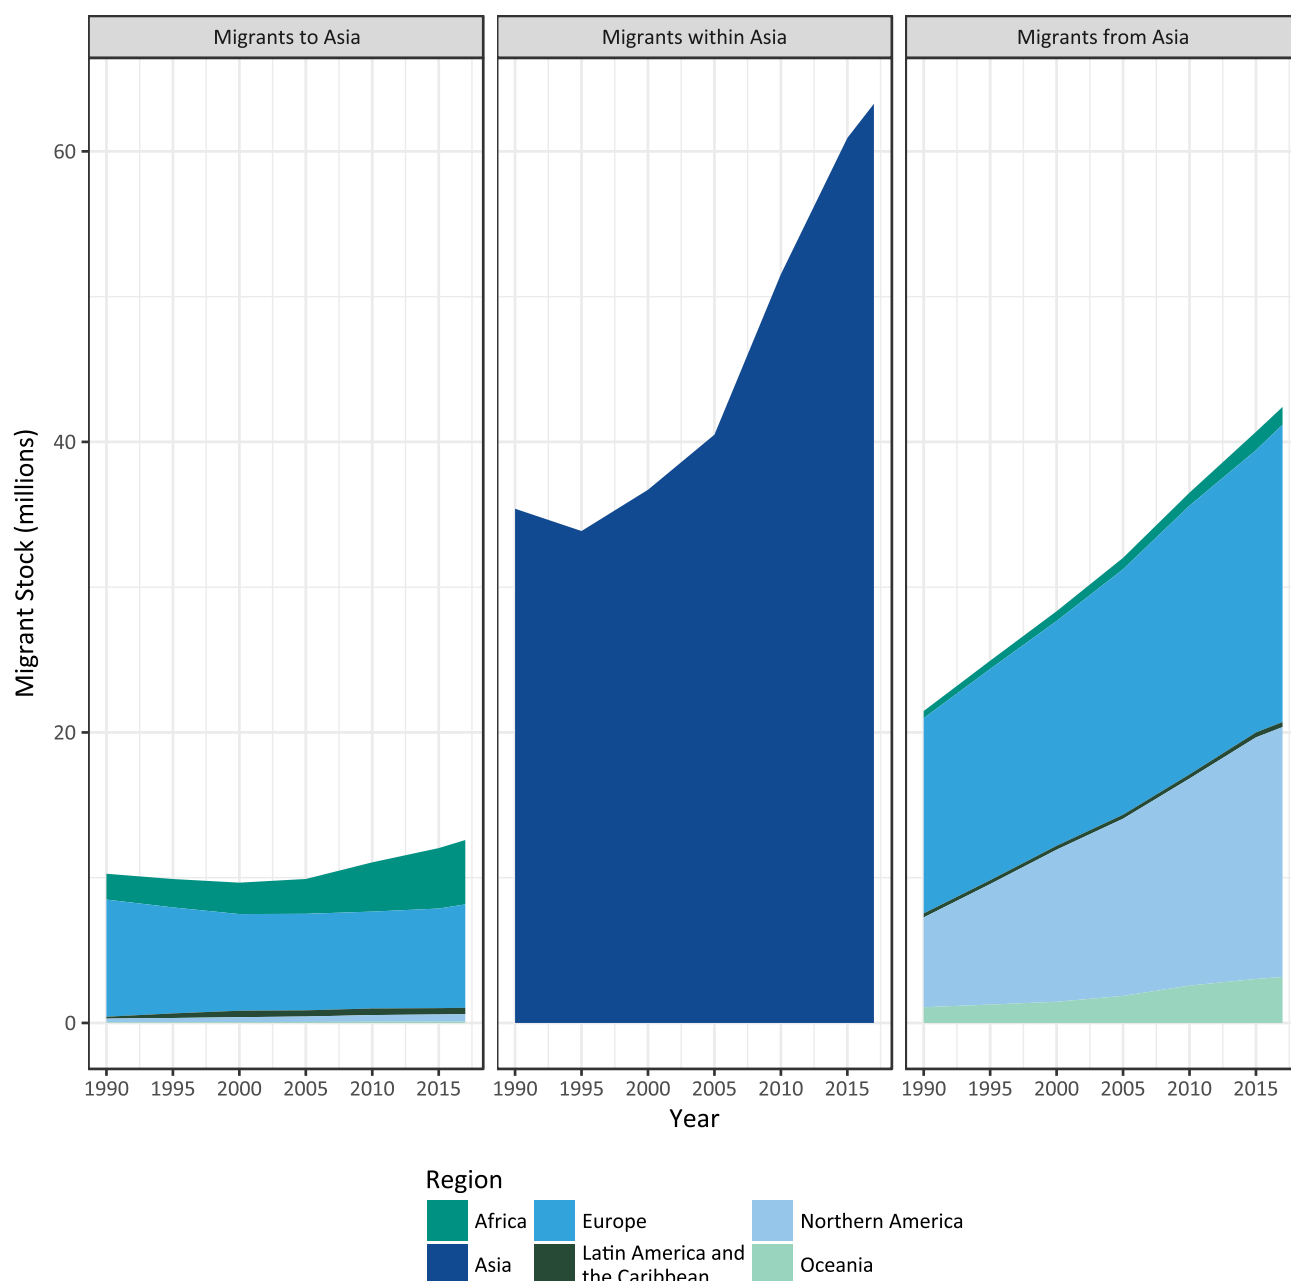 Migrants to Asia
Migrants within Asia
Migrants from Asia
Migrant Stock (millions)
60
40
20
0
1990 1995 2000 2005 2010 2015
1990 1995 2000 2005 2010 2015
1990 1995 2000 2005 2010 2015
Year
Region
Africa
Europe
Northern America
Asia
Latin America and
the Caribbean
Oceania